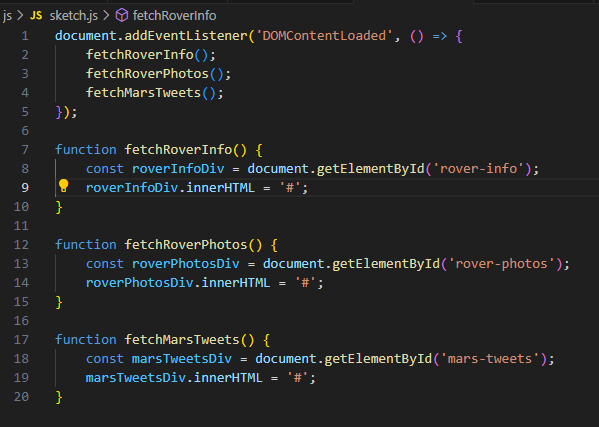 js > JS sketch.js > fetchRoverInfo
1 document.addEventListener('DOMContentLoaded', () => {
2     fetchRoverInfo();
3     fetchRoverPhotos();
4     fetchMarsTweets();
5 });
6
7 function fetchRoverInfo() {
8     const roverInfoDiv = document.getElementById('rover-info');
9     roverInfoDiv.innerHTML = '#';
10 }
11
12 function fetchRoverPhotos() {
13     const roverPhotosDiv = document.getElementById('rover-photos');
14     roverPhotosDiv.innerHTML = '#';
15 }
16
17 function fetchMarsTweets() {
18     const marsTweetsDiv = document.getElementById('mars-tweets');
19     marsTweetsDiv.innerHTML = '#';
20 }